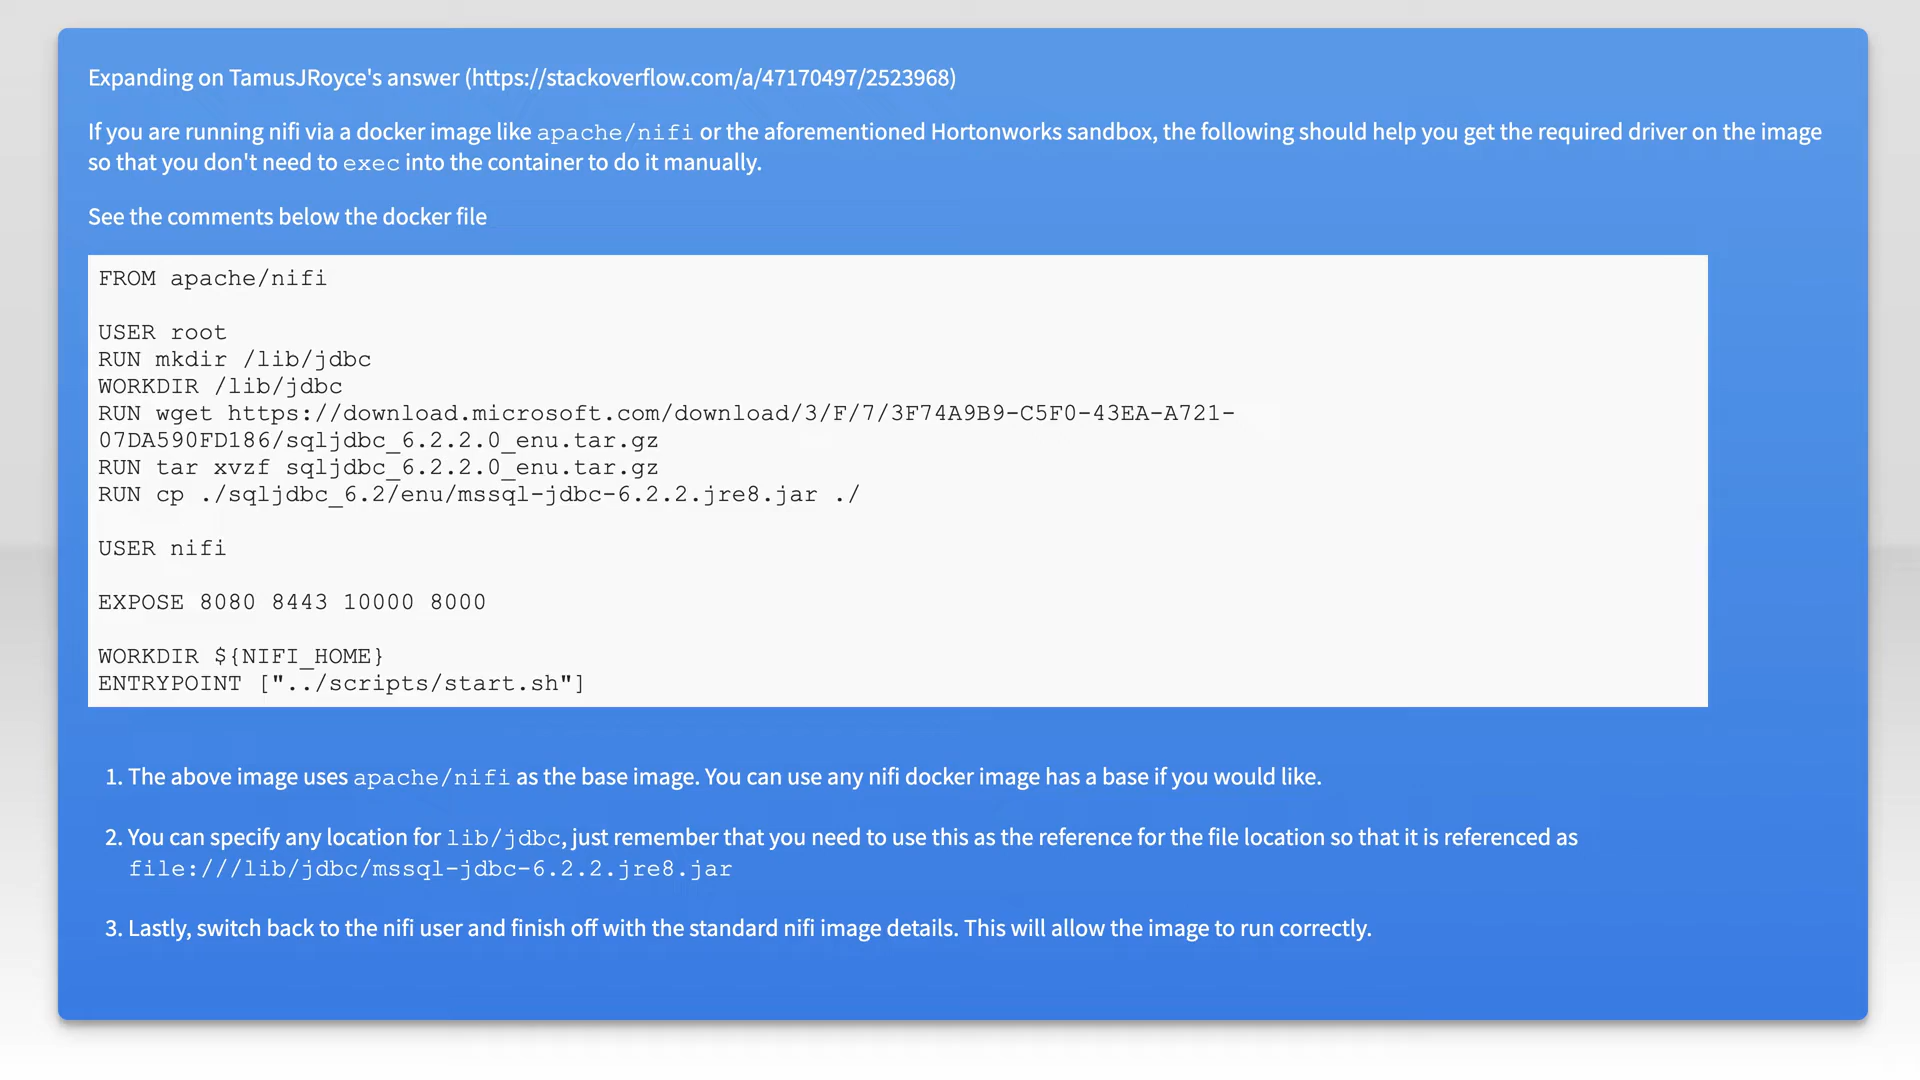 Expanding on TamusJRoyce's answer (https://stackoverflow.com/a/47170497/2523968)
If you are running nifi via a docker image like apache/nifi or the aforementioned Hortonworks sandbox, the following should help you get the required driver on the image
so that you don't need to exec into the container to do it manually.
See the comments below the docker file
FROM apache/nifi
USER root
RUN mkdir /lib/jdbc
WORKDIR /lib/jdbc
RUN wget https://download.microsoft.com/download/3/F/7/3F74A9B9-C5F0-43EA-A721-
07DA590FD186/sqljdbc_6.2.2.0_enu.tar.gz
RUN tar xvzf sqljdbc_6.2.2.0_enu.tar.gz
RUN cp ./sqljdbc_6.2/enu/mssql-jdbc-6.2.2.jre8.jar ./
USER nifi
EXPOSE 8080 8443 10000 8000
WORKDIR ${NIFI_HOME}
ENTRYPOINT ["../scripts/start.sh"]
1. The above image uses apache/nifi as the base image. You can use any nifi docker image has a base if you would like.
2. You can specify any location for lib/jdbc, just remember that you need to use this as the reference for the file location so that it is referenced as
file:///lib/jdbc/mssql-jdbc-6.2.2.jre8.jar
3. Lastly, switch back to the nifi user and finish off with the standard nifi image details. This will allow the image to run correctly.